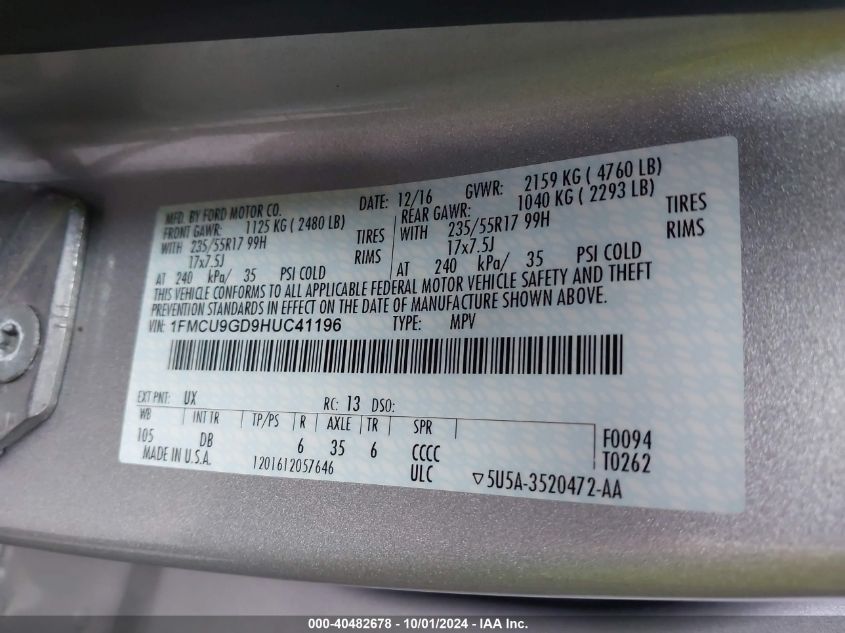 MFD. BY FORD MOTOR CO. DATE: 12/16 GVWR: 2159 KG ( 4760 LB)
FRONT GAWR: 1125 KG ( 2480 LB) REAR GAWR: 1040 KG ( 2293 LB)
WITH 235/55R17 99H TIRES WITH 235/55R17 99H TIRES
17x7.5J RIMS 17x7.5J RIMS
AT 240 kPa/ 35 PSI COLD AT 240 kPa/ 35 PSI COLD
THIS VEHICLE CONFORMS TO ALL APPLICABLE FEDERAL MOTOR VEHICLE SAFETY AND THEFT
PREVENTION STANDARDS IN EFFECT ON THE DATE OF MANUFACTURE SHOWN ABOVE.
VIN: 1FMCU9GD9HUC41196 TYPE: MPV
EXT PNT: UX RC: 13 DSO:
WB INT TR TP/PS R AXLE TR SPR
105 DB 6 35 6 CCCC F0094
MADE IN U.S.A. 1201612057646 ULC T0262
▽5U5A-3520472-AA
000-40482678 - 10/01/2024 - IAA Inc.